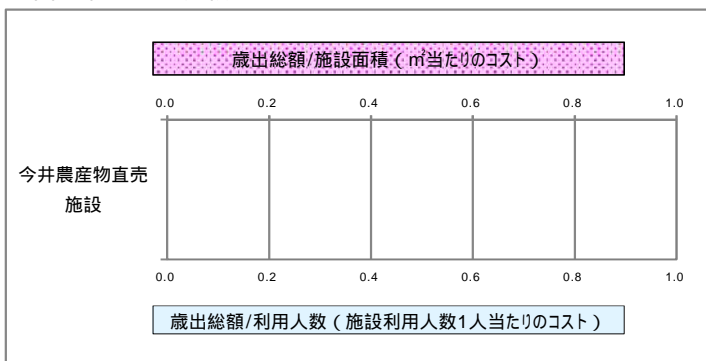 歳出総額/施設面積（㎡当たりのコスト）
0.0 0.2 0.4 0.6 0.8 1.0
今井農産物直売
施設
0.0 0.2 0.4 0.6 0.8 1.0
歳出総額/利用人数（施設利用人数1人当たりのコスト）